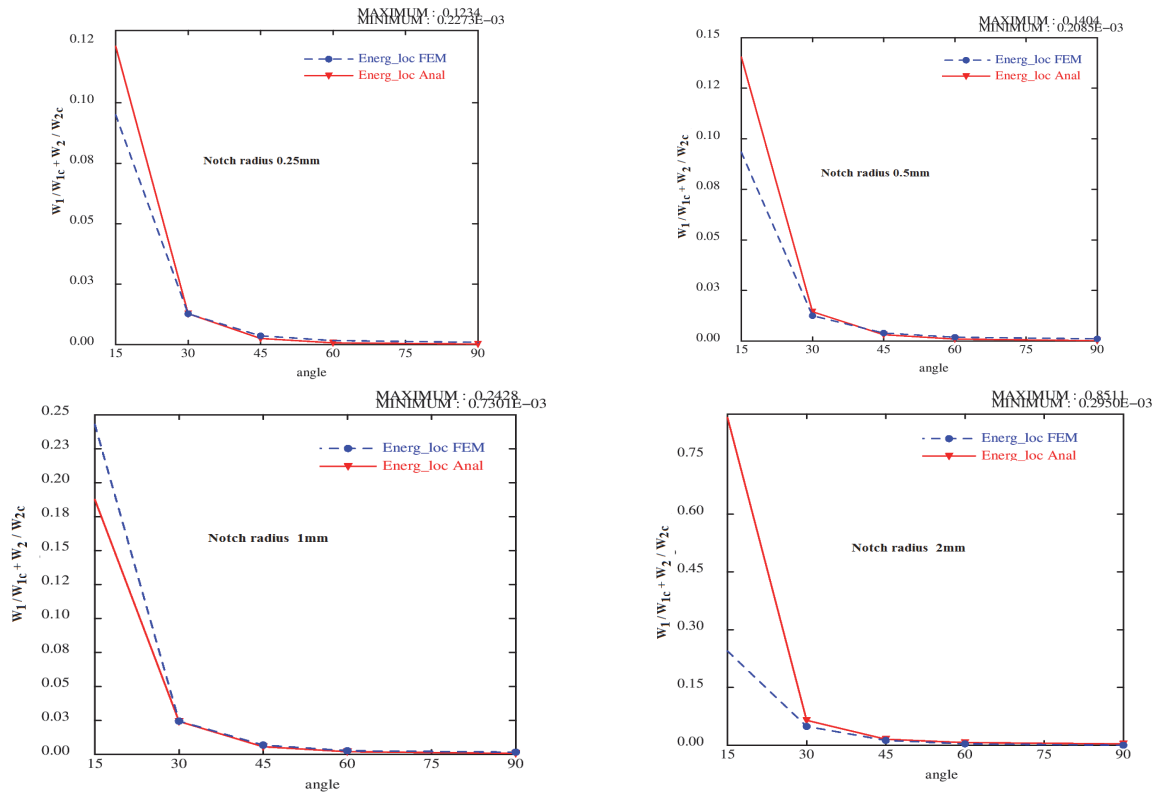 MAXIMUM : 0.1234
MINIMUM : 0.2273E−03
0.12
0.10
0.08
0.05
0.03
0.00
15
30
45
60
75
90
angle
W1/W1c + W2 / W2c
Energ_loc FEM
Energ_loc Anal
Notch radius 0.25mm
MAXIMUM : 0.1404
MINIMUM : 0.2085E−03
0.15
0.13
0.10
0.08
0.05
0.03
0.00
15
30
45
60
75
90
angle
W1/W1c + W2 / W2c
Energ_loc FEM
Energ_loc Anal
Notch radius 0.5mm
MAXIMUM : 0.2428
MINIMUM : 0.7301E−03
0.25
0.23
0.20
0.18
0.15
0.13
0.10
0.08
0.05
0.03
0.00
15
30
45
60
75
90
angle
W1/W1c + W2 / W2c
Energ_loc FEM
Energ_loc Anal
Notch radius 1mm
MAXIMUM : 0.8511
MINIMUM : 0.2950E−03
0.75
0.60
0.45
0.30
0.15
0.00
15
30
45
60
75
90
angle
W1/W1c + W2 / W2c
Energ_loc FEM
Energ_loc Anal
Notch radius 2mm